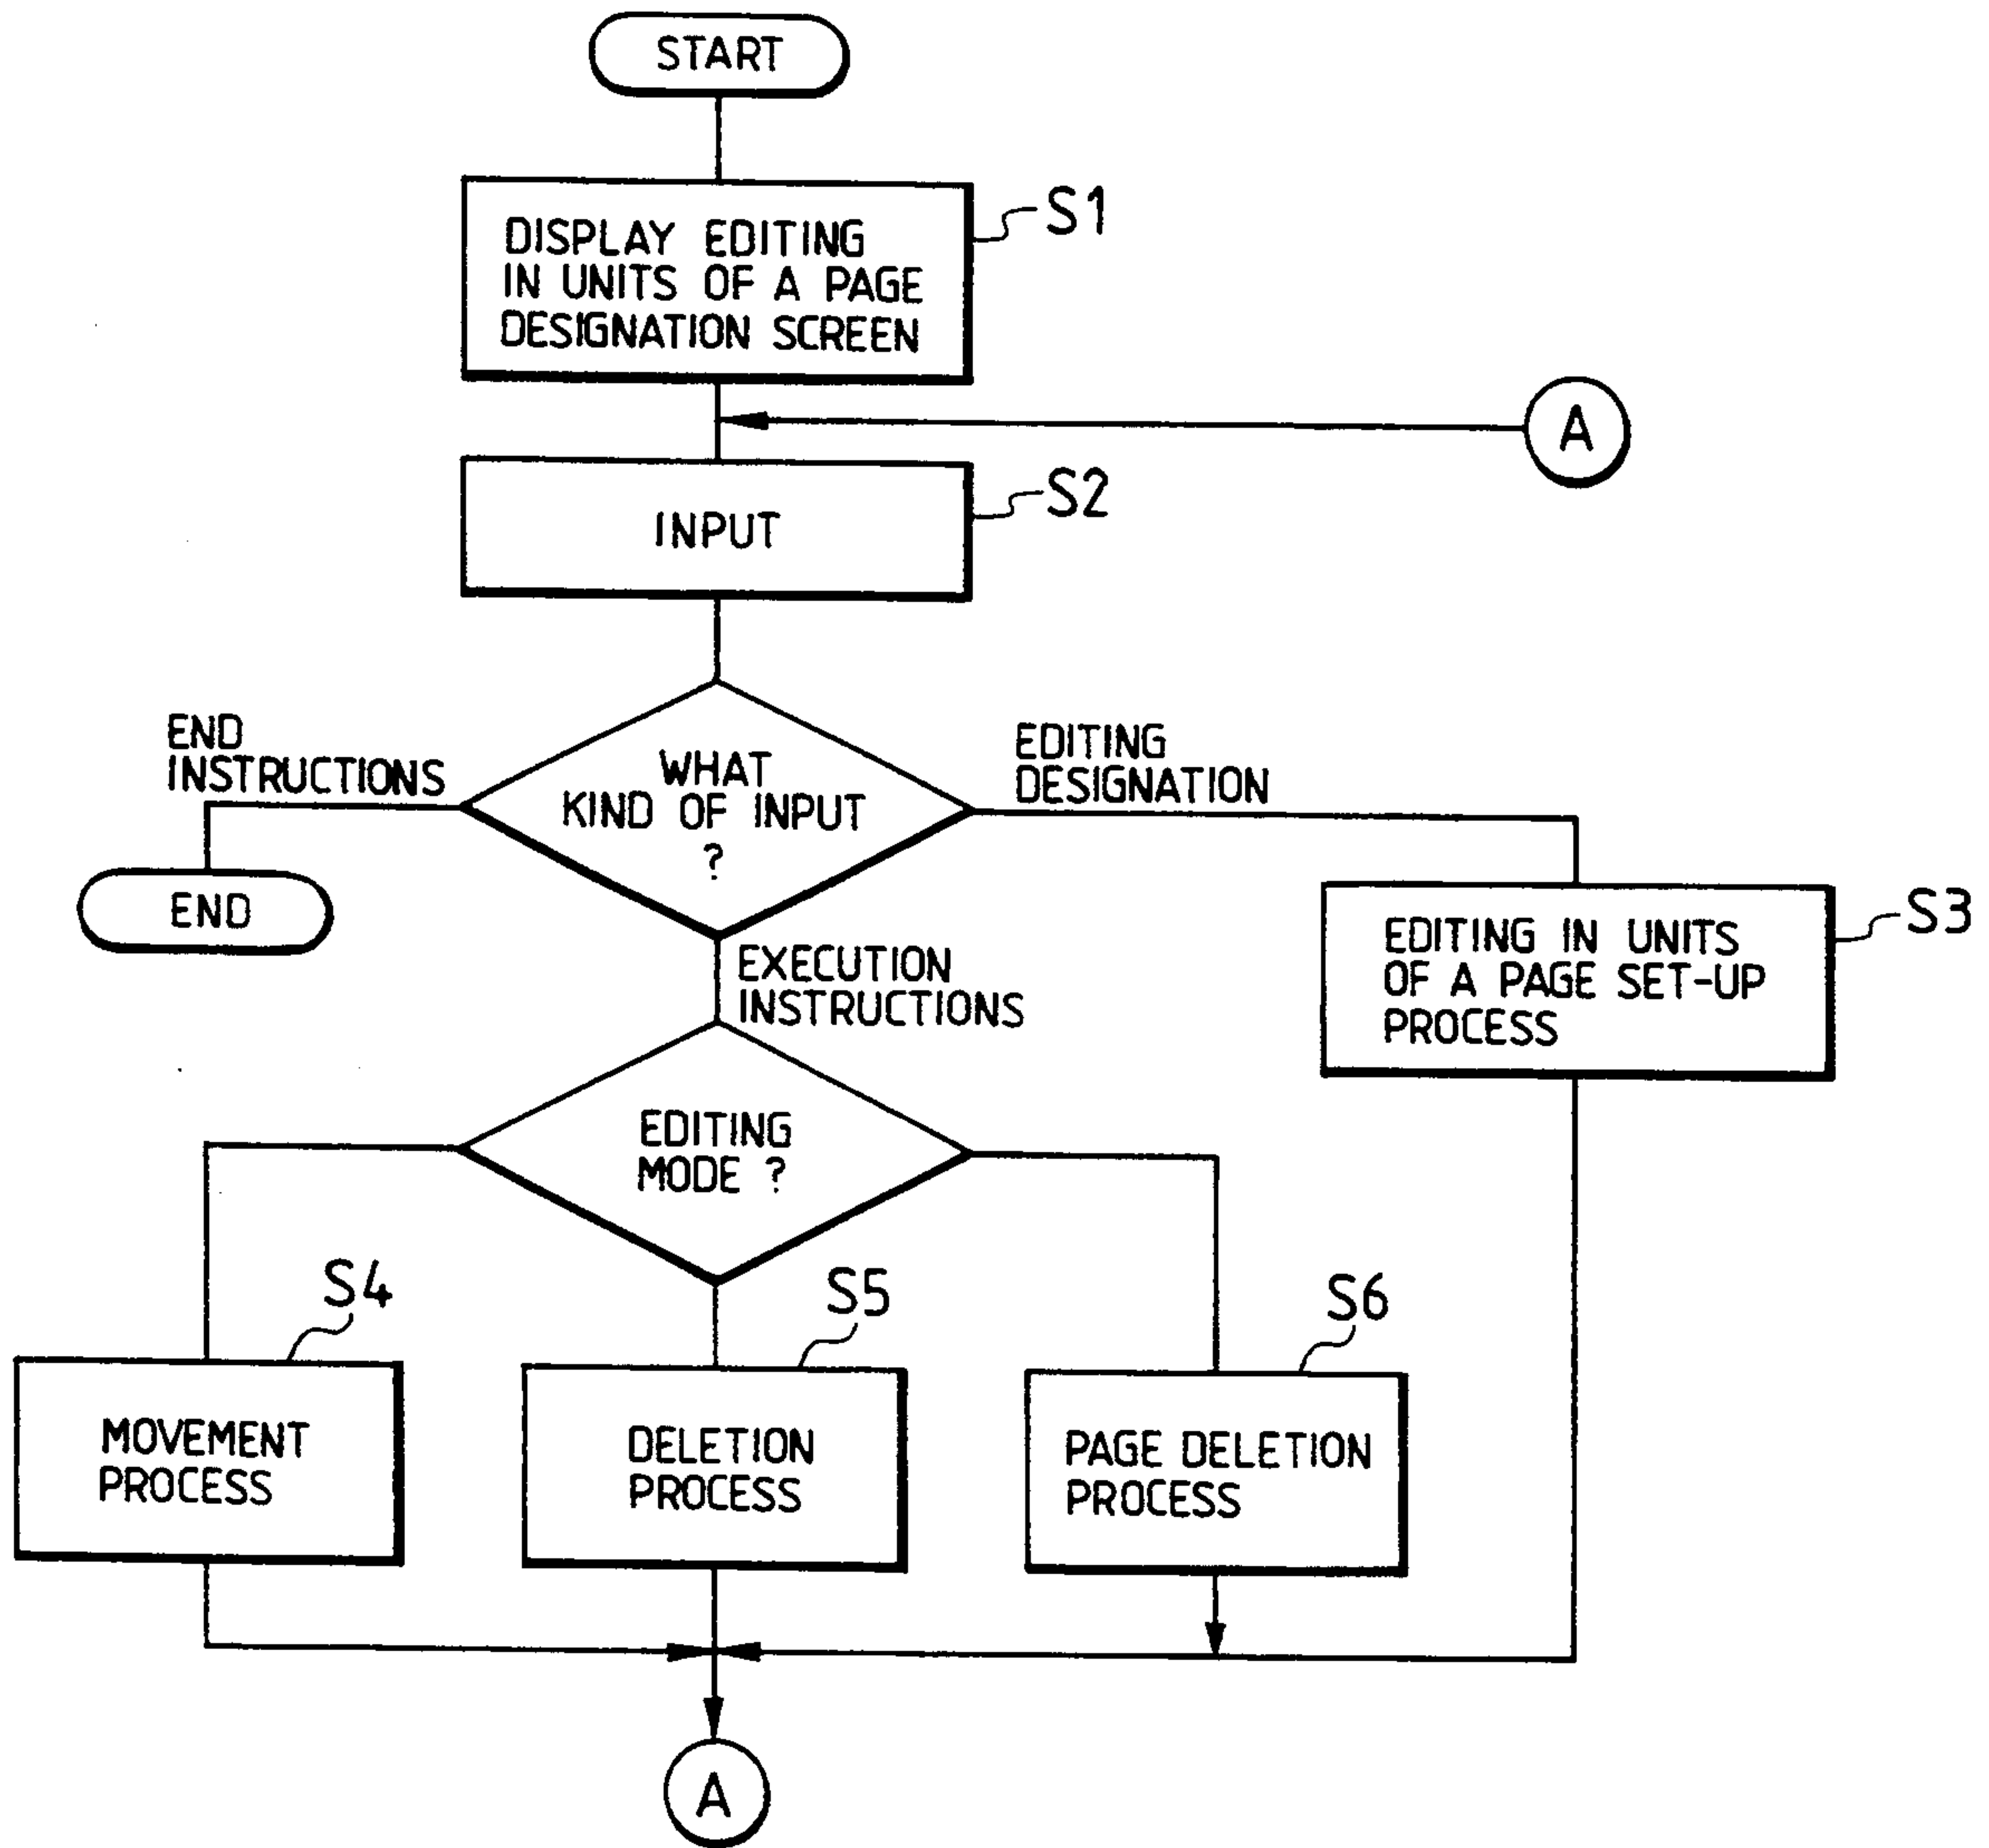 START
S1
DISPLAY EDITING
IN UNITS OF A PAGE
DESIGNATION SCREEN
A
S2
INPUT
END
INSTRUCTIONS
WHAT
KIND OF INPUT
?
EDITING
DESIGNATION
END
S3
EDITING IN UNITS
OF A PAGE SET-UP
PROCESS
EXECUTION
INSTRUCTIONS
EDITING
MODE ?
S4
S5
S6
MOVEMENT
PROCESS
DELETION
PROCESS
PAGE DELETION
PROCESS
A